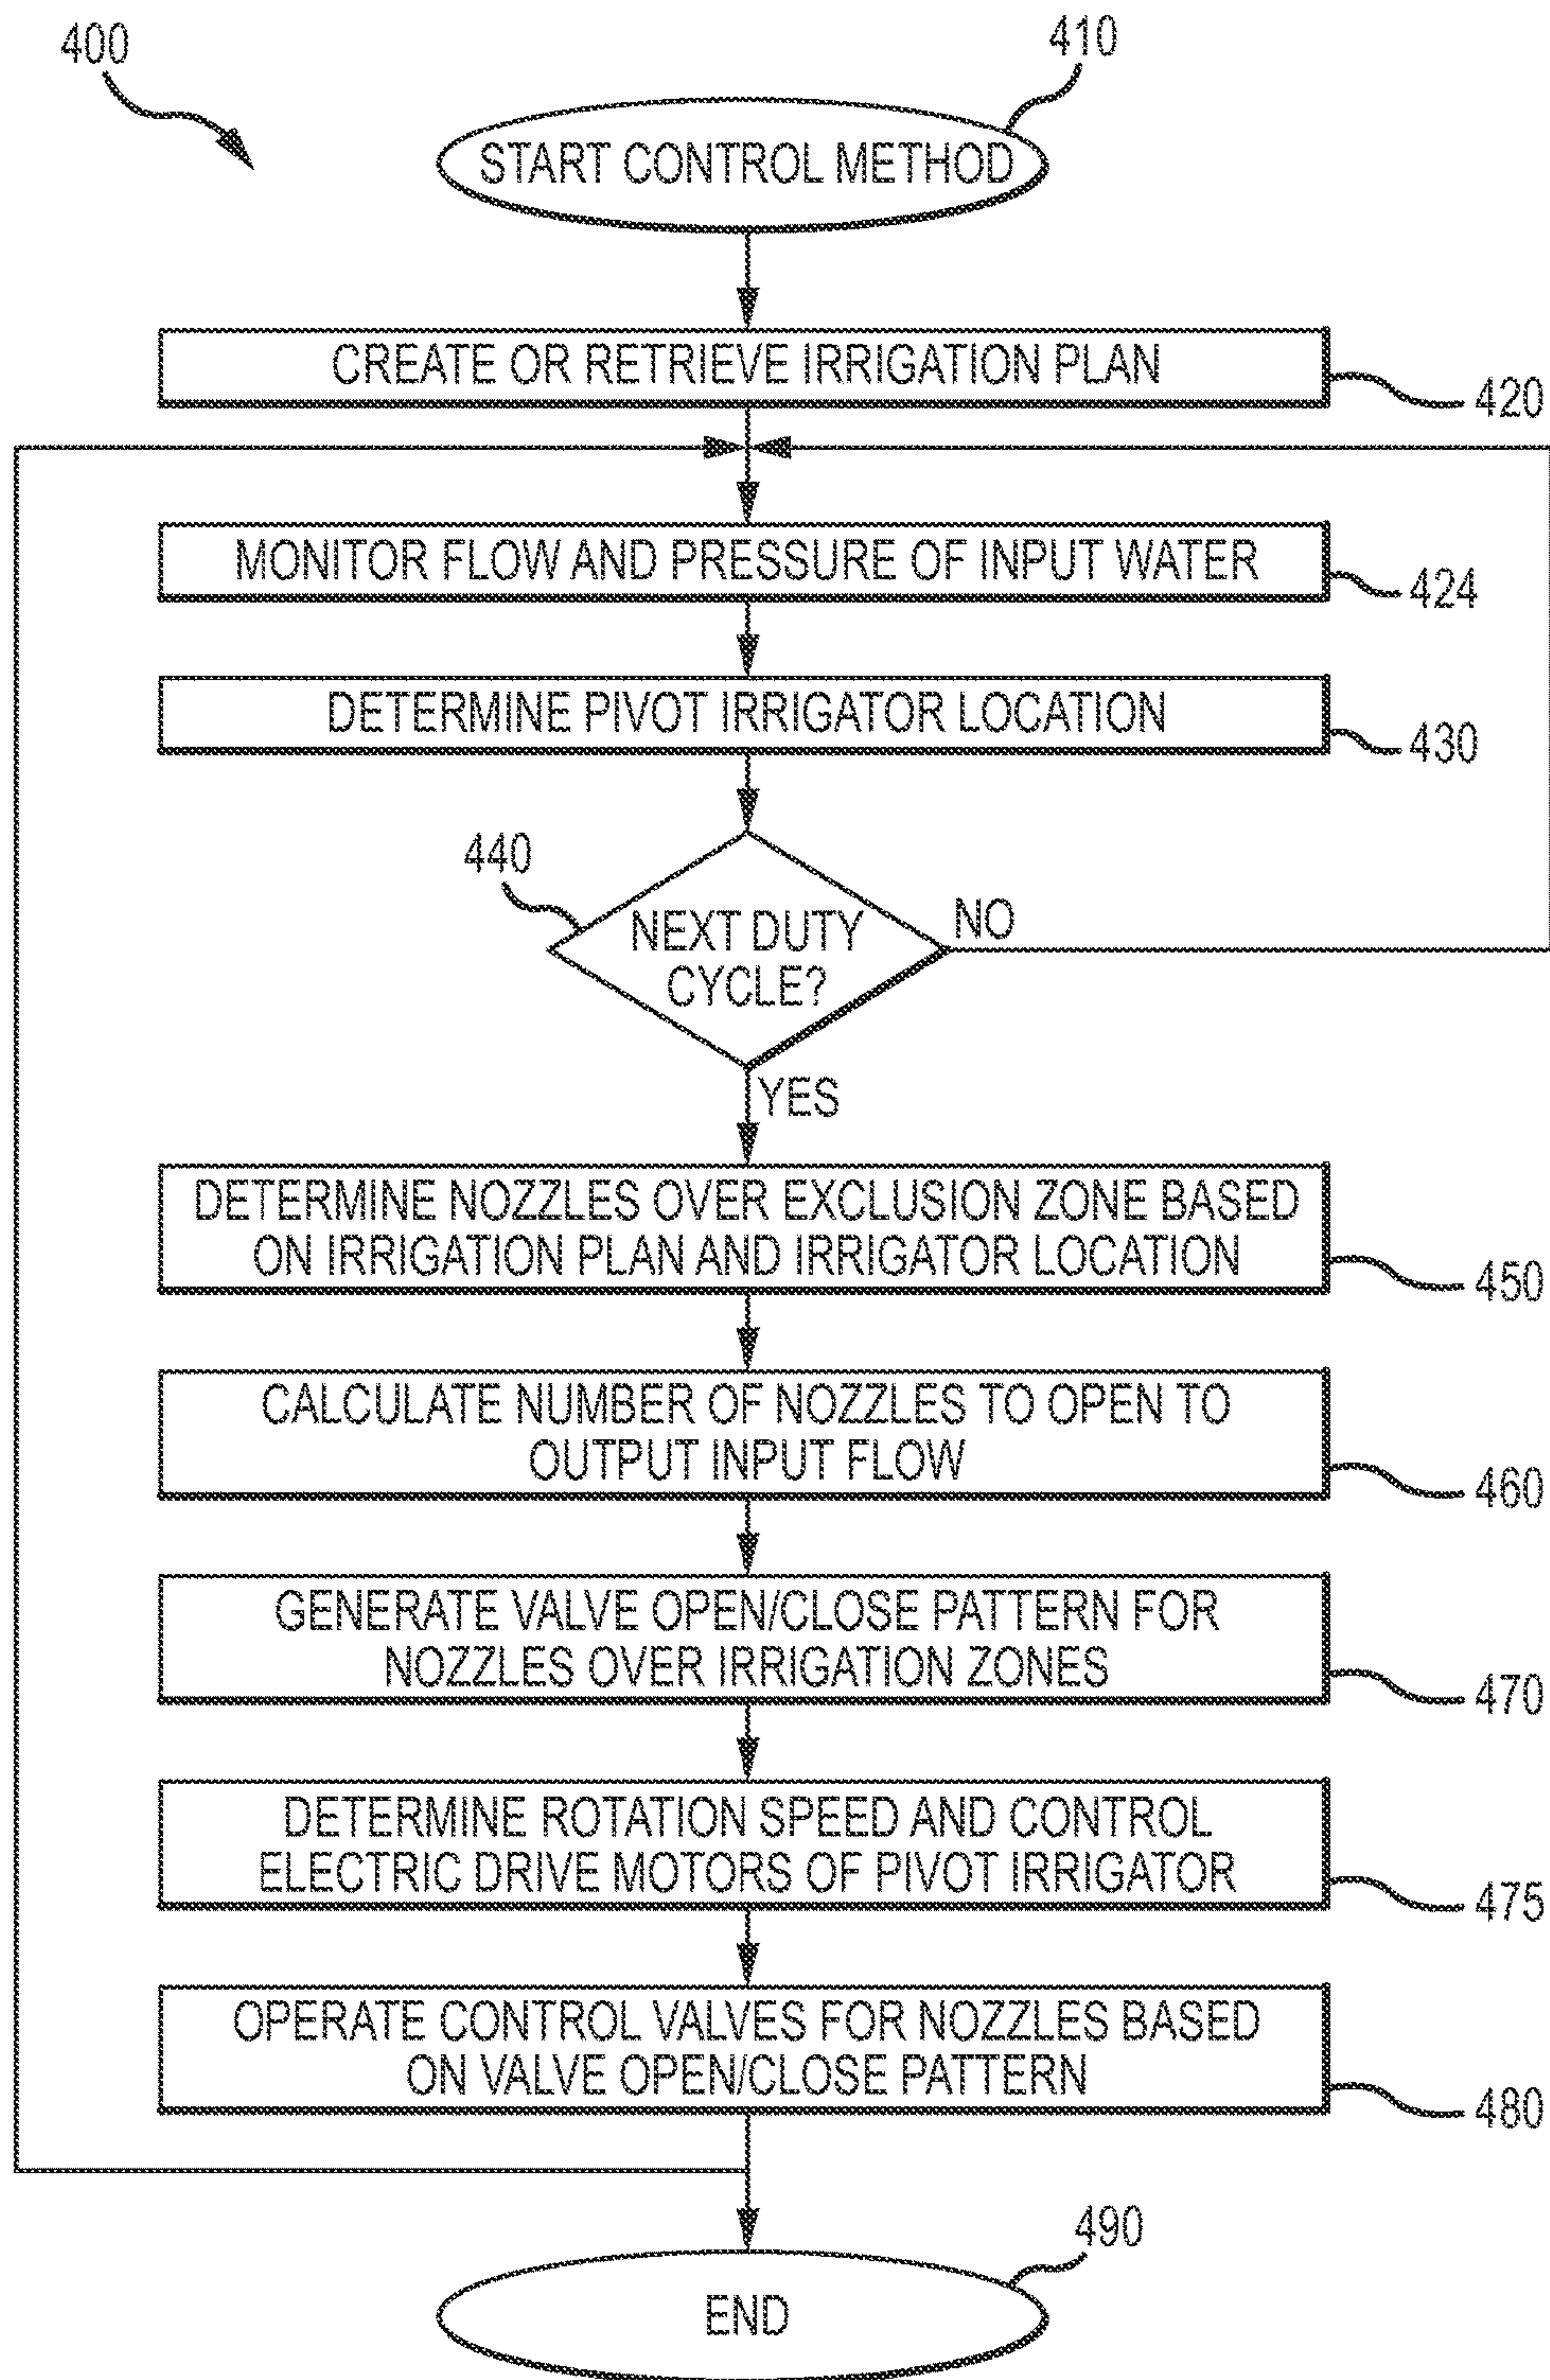 400
410
START CONTROL METHOD
CREATE OR RETRIEVE IRRIGATION PLAN
420
MONITOR FLOW AND PRESSURE OF INPUT WATER
424
DETERMINE PIVOT IRRIGATOR LOCATION
430
440
NEXT DUTY
CYCLE?
NO
YES
DETERMINE NOZZLES OVER EXCLUSION ZONE BASED
ON IRRIGATION PLAN AND IRRIGATOR LOCATION
450
CALCULATE NUMBER OF NOZZLES TO OPEN TO
OUTPUT INPUT FLOW
460
GENERATE VALVE OPEN/CLOSE PATTERN FOR
NOZZLES OVER IRRIGATION ZONES
470
DETERMINE ROTATION SPEED AND CONTROL
ELECTRIC DRIVE MOTORS OF PIVOT IRRIGATOR
475
OPERATE CONTROL VALVES FOR NOZZLES BASED
ON VALVE OPEN/CLOSE PATTERN
480
490
END